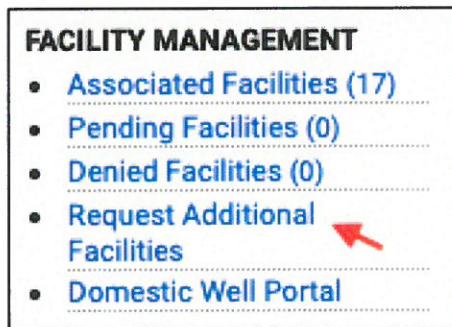 FACILITY MANAGEMENT
Associated Facilities (17)
Pending Facilities (0)
Denied Facilities (0)
Request Additional
Facilities
Domestic Well Portal